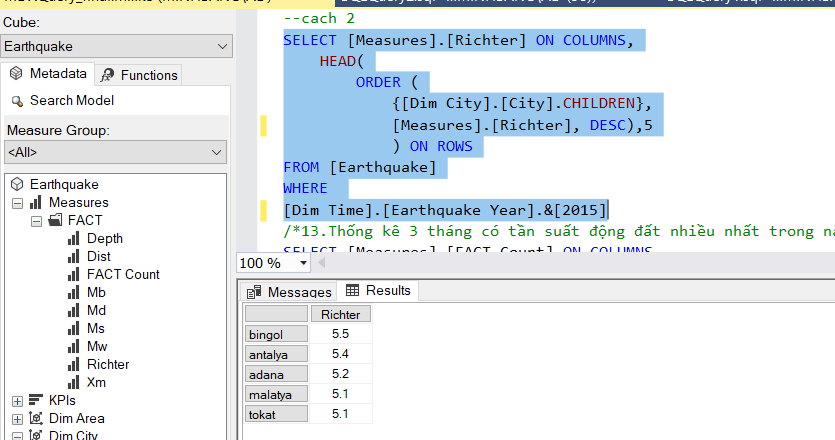 Cube:
Earthquake
Metadata
Functions
Search Model
Measure Group:
<All>
Earthquake
Measures
FACT
Depth
Dist
FACT Count
Mb
Md
Ms
Mw
Richter
Xm
KPIs
Dim Area
Dim City
--cach 2
SELECT [Measures].[Richter] ON COLUMNS,
HEAD(
ORDER (
{[Dim City].[City].CHILDREN},
[Measures].[Richter], DESC),5
) ON ROWS
FROM [Earthquake]
WHERE
[Dim Time].[Earthquake Year].&[2015]
/*13.Thống kê 3 tháng có tần suất động đất nhiều nhất trong
SELECT [Measures].[FACT Count] ON COLUMNS
100 %
Messages
Results
Richter
bingol 5.5
antalya 5.4
adana 5.2
malatya 5.1
tokat 5.1